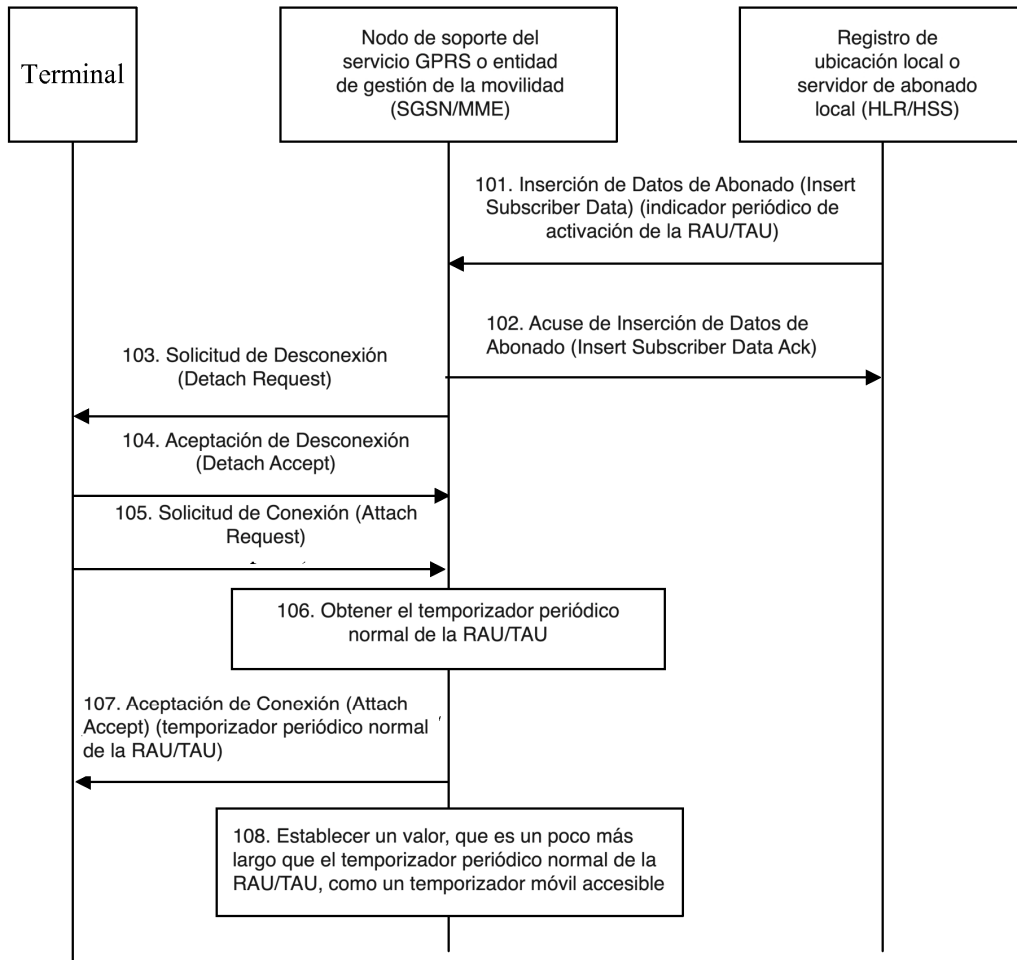 Terminal
Nodo de soporte del
servicio GPRS o entidad
de gestión de la movilidad
(SGSN/MME)
Registro de
ubicación local o
servidor de abonado
local (HLR/HSS)
101. Inserción de Datos de Abonado (Insert
Subscriber Data) (indicador periódico de
activación de la RAU/TAU)
102. Acuse de Inserción de Datos de
Abonado (Insert Subscriber Data Ack)
103. Solicitud de Desconexión
(Detach Request)
104. Aceptación de Desconexión
(Detach Accept)
105. Solicitud de Conexión (Attach
Request)
106. Obtener el temporizador periódico
normal de la RAU/TAU
107. Aceptación de Conexión (Attach
Accept) (temporizador periódico normal
de la RAU/TAU)
108. Establecer un valor, que es un poco más
largo que el temporizador periódico normal de la
RAU/TAU, como un temporizador móvil accesible